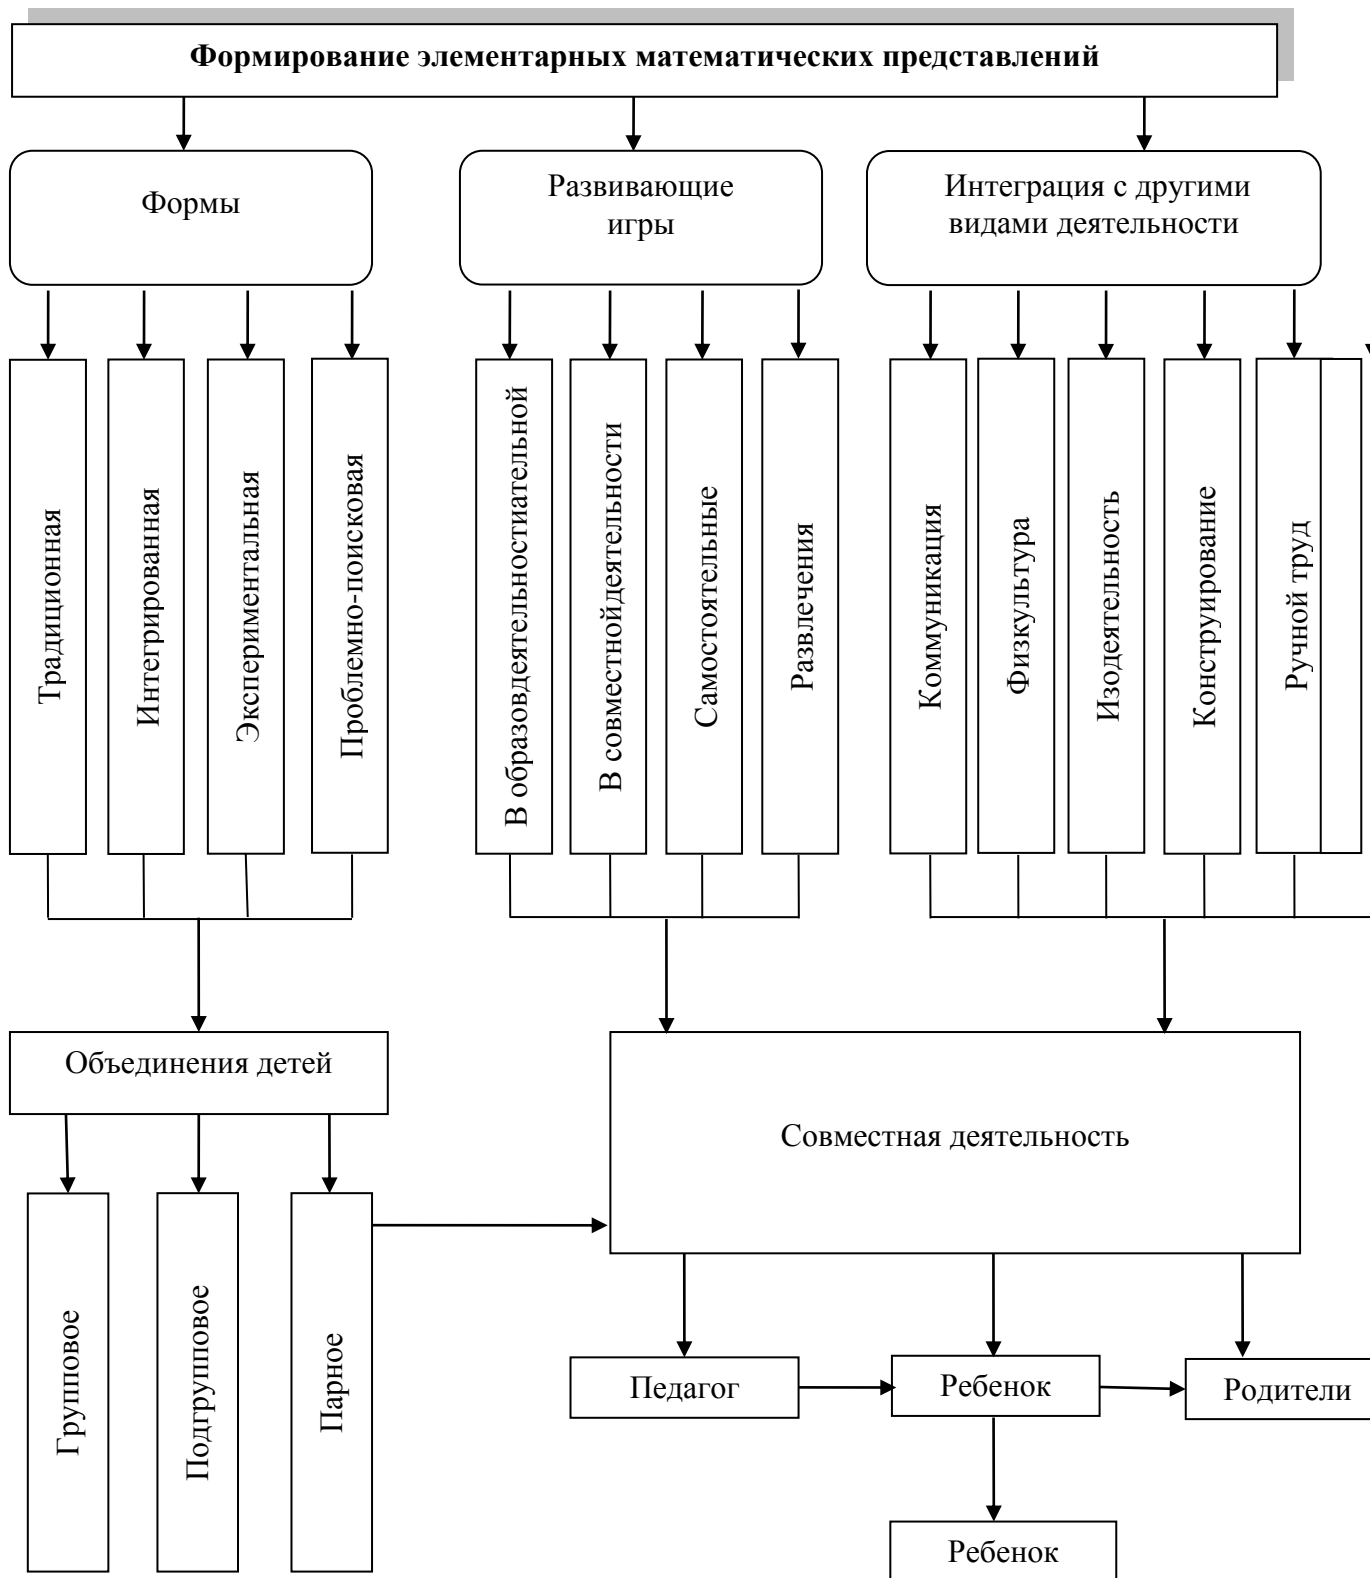 Формирование элементарных математических представлений
Формы
Развивающие
игры
Интеграция с другими
видами деятельности
Традиционная
Интегрированная
Экспериментальная
Проблемно-поисковая
В образовдеятельностиательной
В совместнойдеятельности
Самостоятельные
Развлечения
Коммуникация
Физкультура
Изодеятельность
Конструирование
Ручной труд
Объединения детей
Совместная деятельность
Групповое
Подгрупповое
Парное
Педагог
Ребенок
Родители
Ребенок